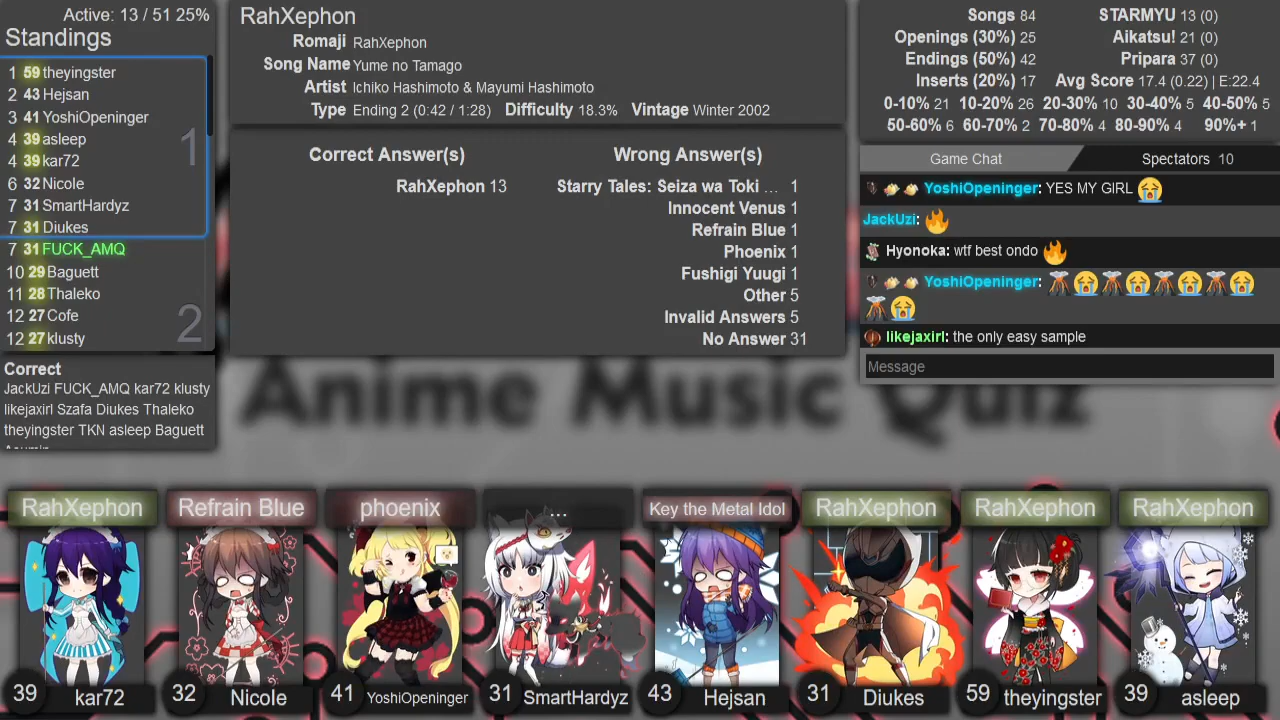 Active: 13 / 51 25%
Standings
1 59 theyingster
2 43 Hejsan
3 41 YoshiOpeninger
4 39 asleep
4 39 kar72
6 32 Nicole
7 31 SmartHardyz
7 31 Diukes
7 31 FUCK_AMQ
10 29 Baguett
11 28 Thaleko
12 27 Cofe
12 27 klusty
1
2
Correct
JackUzi FUCK_AMQ kar72 klusty
likejaxirl Szafa Diukes Thaleko
theyingster TKN asleep Baguett
RahXephon
Romaji RahXephon
Song Name Yume no Tamago
Artist Ichiko Hashimoto & Mayumi Hashimoto
Type Ending 2 (0:42 / 1:28) Difficulty 18.3% Vintage Winter 2002
Correct Answer(s)
RahXephon 13
Wrong Answer(s)
Starry Tales: Seiza wa Toki ... 1
Innocent Venus 1
Refrain Blue 1
Phoenix 1
Fushigi Yuugi 1
Other 5
Invalid Answers 5
No Answer 31
Songs 84 STARMYU 13 (0)
Openings (30%) 25 Aikatsu! 21 (0)
Endings (50%) 42 Pripara 37 (0)
Inserts (20%) 17 Avg Score 17.4 (0.22) | E:22.4
0-10% 21 10-20% 26 20-30% 10 30-40% 5 40-50% 5
50-60% 6 60-70% 2 70-80% 4 80-90% 4 90%+ 1
Game Chat Spectators 10
YoshiOpeninger: YES MY GIRL 😭
JackUzi: 🔥
Hyonoka: wtf best ondo 🔥
YoshiOpeninger: 🌋😭🌋😭🌋😭🌋😭
🌋😭
likejaxirl: the only easy sample
Message
Anime Music Quiz
RahXephon Refrain Blue phoenix ... Key the Metal Idol RahXephon RahXephon RahXephon
39 kar72 32 Nicole 41 YoshiOpeninger 31 SmartHardyz 43 Hejsan 31 Diukes 59 theyingster 39 asleep